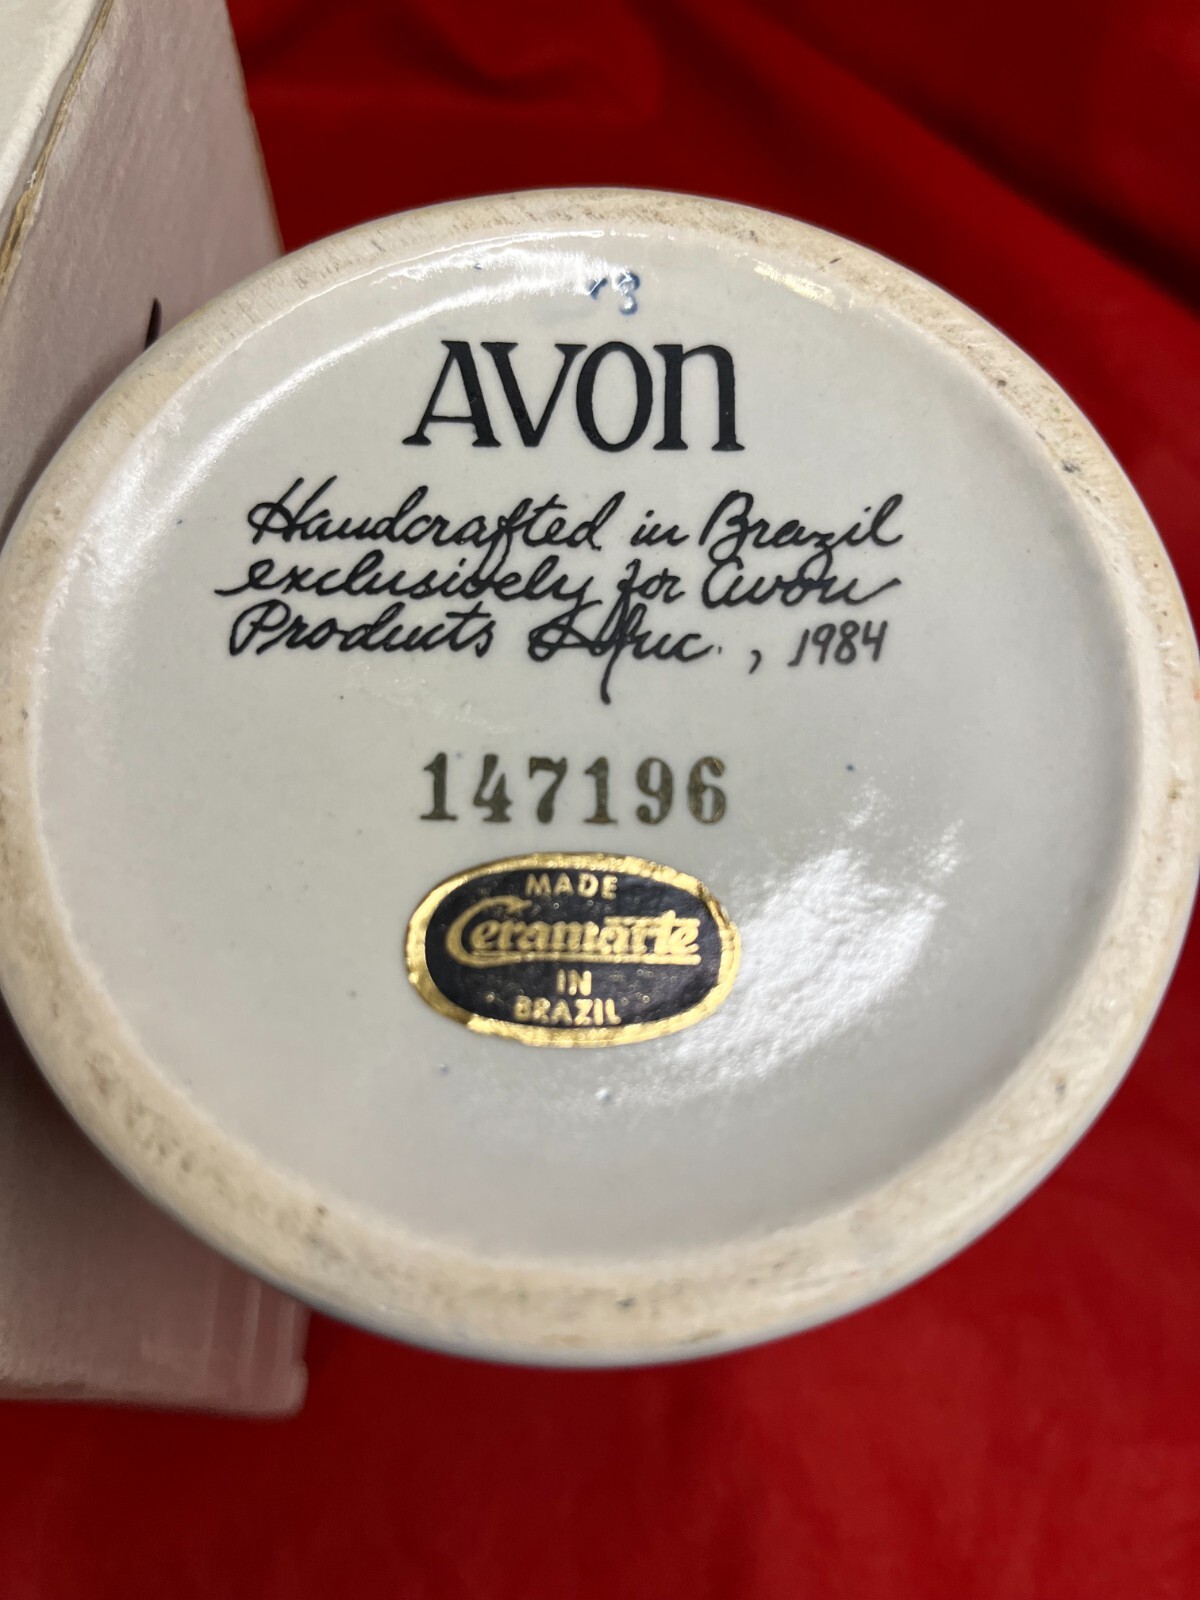 AVON
Handcrafted in Brazil
exclusively for Avon
Products Inc., 1984
147196
MADE
Ceramarte
IN
BRAZIL